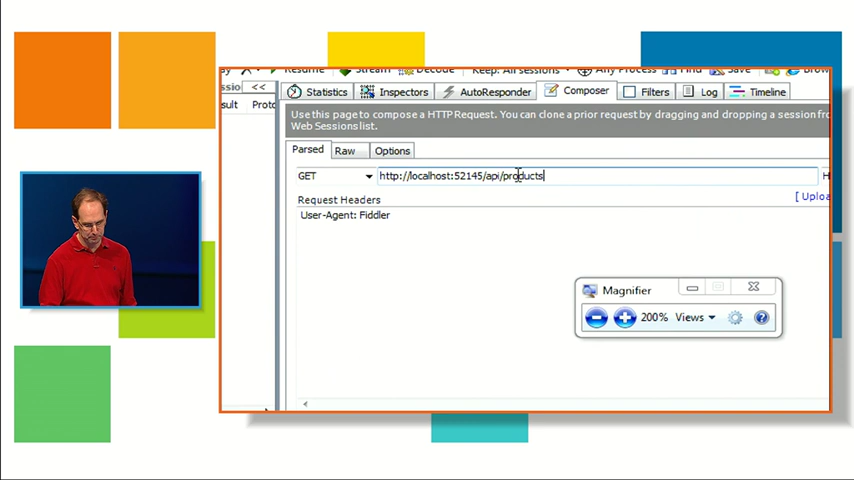 Resume Stream Decode Keep: All sessions Any Process Find Save
<<
Statistics Inspectors AutoResponder Composer Filters Log Timeline
Use this page to compose a HTTP Request. You can clone a prior request by dragging and dropping a session
Web Sessions list.
Parsed Raw Options
GET http://localhost:52145/api/products
[ Uploa
Request Headers
User-Agent: Fiddler
Magnifier
200% Views